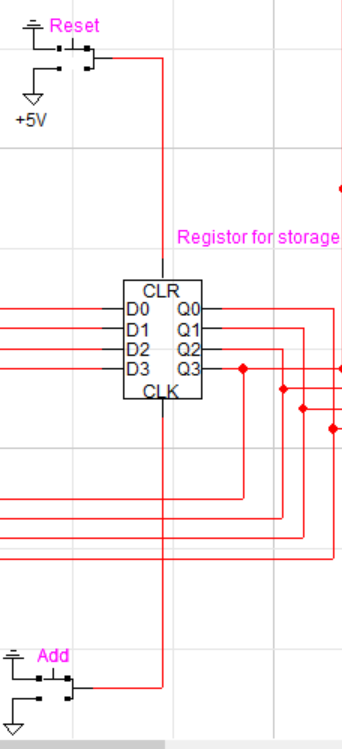 Reset
+5V
Registor for storage
CLR
D0 Q0
D1 Q1
D2 Q2
D3 Q3
CLK
Add